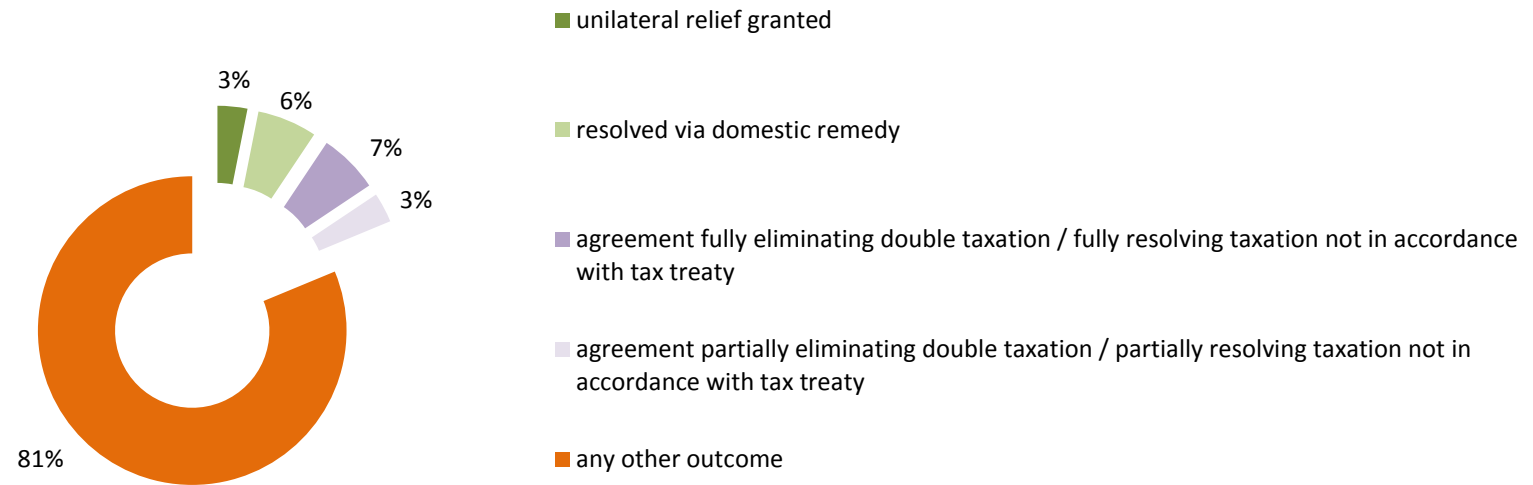 unilateral relief granted
3%
6%
resolved via domestic remedy
7%
3%
agreement fully eliminating double taxation / fully resolving taxation not in accordance
with tax treaty
agreement partially eliminating double taxation / partially resolving taxation not in
accordance with tax treaty
81%
any other outcome